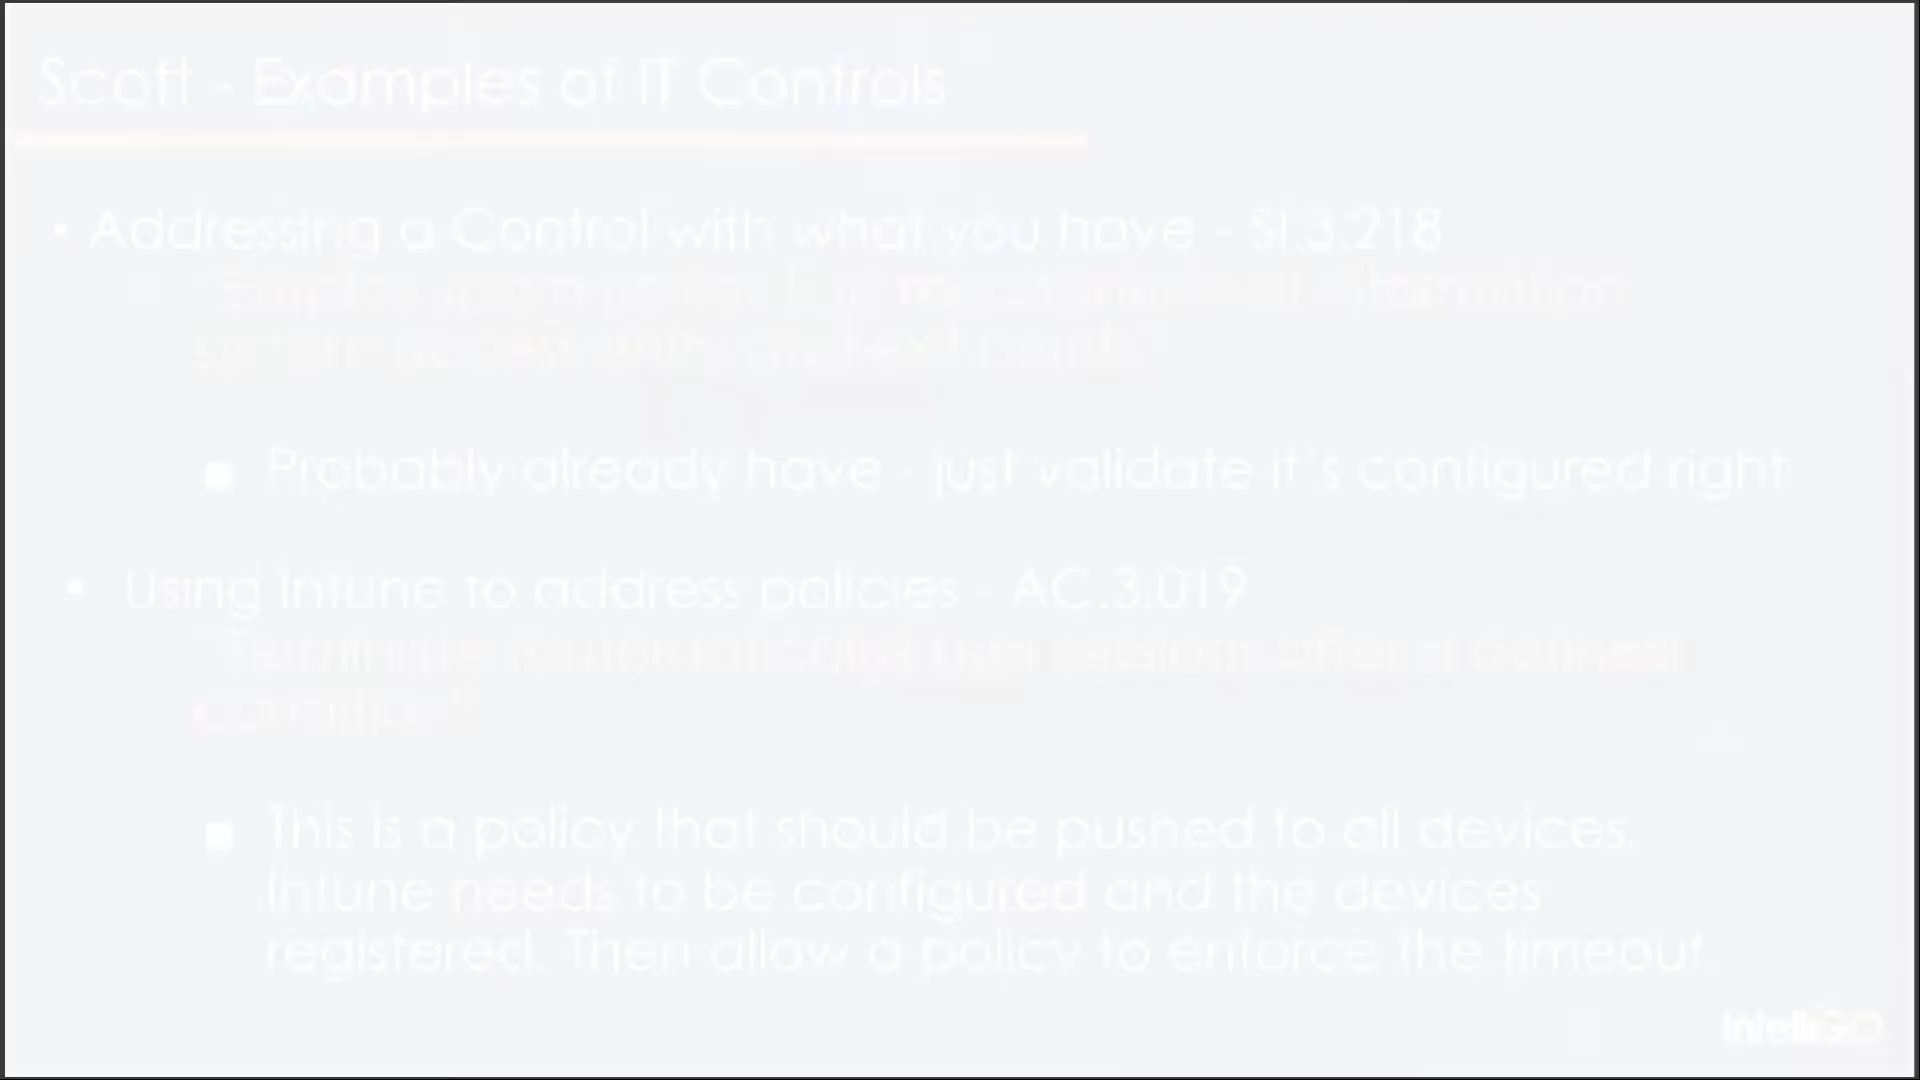 Scott - Examples of IT Controls
• Addressing a Control with what you have - SI.3.218
"Employ spam protection mechanisms at information
system access entry and exit points"
■ Probably already have - just validate it's configured right
• Using Intune to address policies - AC.3.019
"Terminate (automatically) user sessions after a defined
condition"
■ This is a policy that should be pushed to all devices.
Intune needs to be configured and the devices
registered. Then allow a policy to enforce the timeout.
IntelliGO